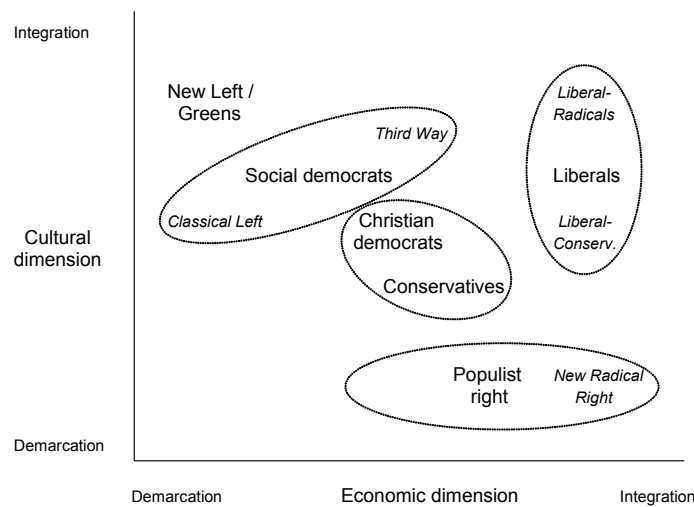 Integration
New Left /
Greens
Liberal-
Radicals
Third Way
Social democrats
Liberals
Classical Left
Christian
democrats
Liberal-
Conserv.
Cultural
dimension
Conservatives
Populist
right
New Radical
Right
Demarcation
Demarcation
Economic dimension
Integration